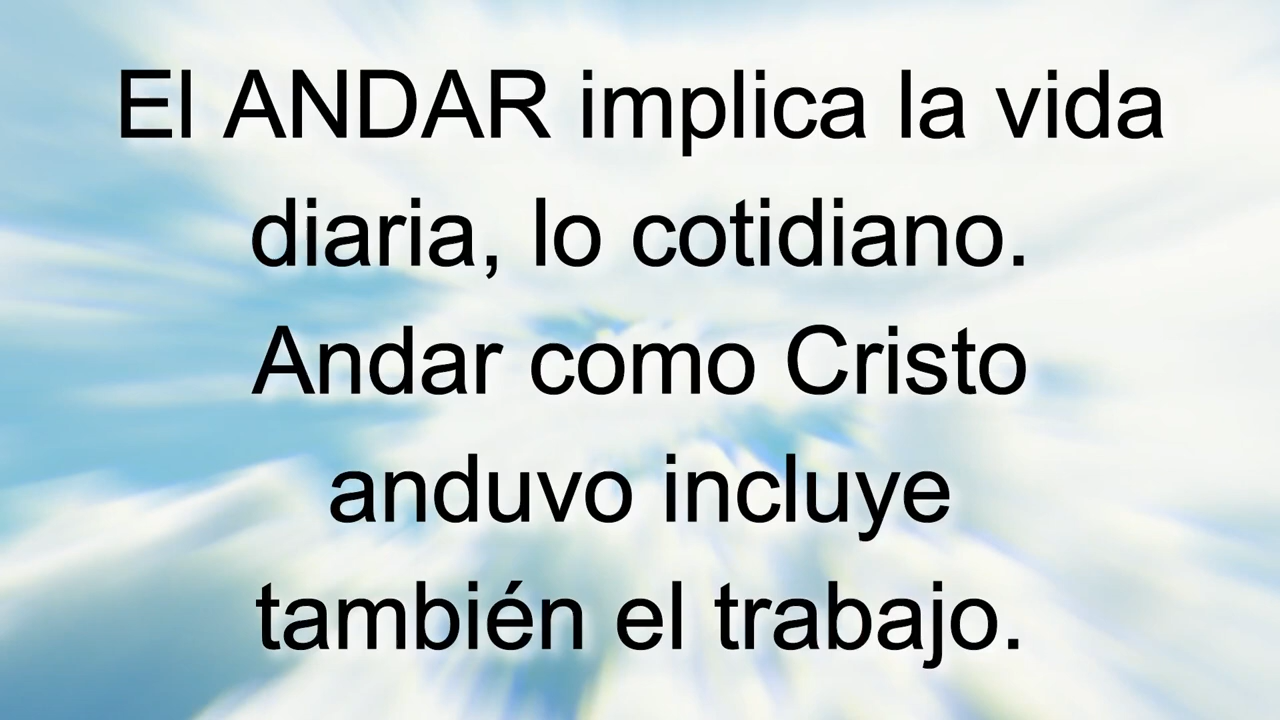 El ANDAR implica la vida
diaria, lo cotidiano.
Andar como Cristo
anduvo incluye
también el trabajo.